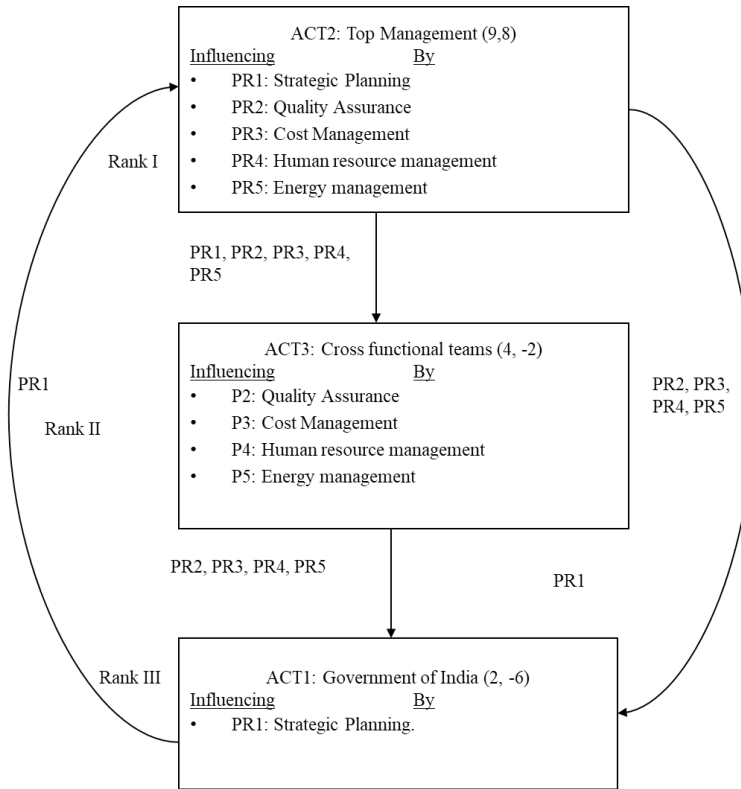 ACT2: Top Management (9,8)
Influencing By
• PR1: Strategic Planning
• PR2: Quality Assurance
• PR3: Cost Management
• PR4: Human resource management
• PR5: Energy management
Rank I
PR1, PR2, PR3, PR4,
PR5
ACT3: Cross functional teams (4, -2)
Influencing By
• P2: Quality Assurance
• P3: Cost Management
• P4: Human resource management
• P5: Energy management
PR1
Rank II
PR2, PR3,
PR4, PR5
PR2, PR3, PR4, PR5
PR1
Rank III
ACT1: Government of India (2, -6)
Influencing By
• PR1: Strategic Planning.